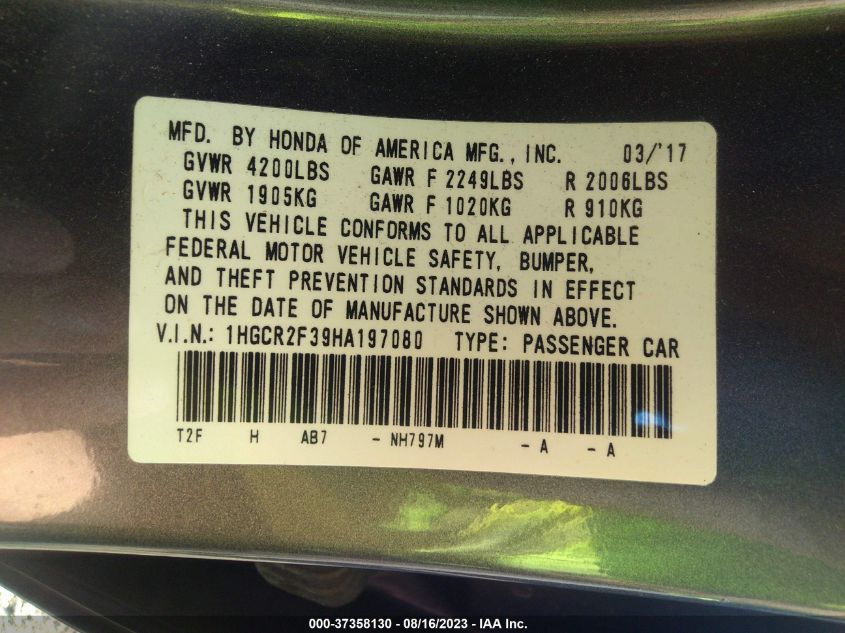 MFD. BY HONDA OF AMERICA MFG., INC. 03/'17
GVWR 4200LBS GAWR F 2249LBS R 2006LBS
GVWR 1905KG GAWR F 1020KG R 910KG
THIS VEHICLE CONFORMS TO ALL APPLICABLE
FEDERAL MOTOR VEHICLE SAFETY, BUMPER,
AND THEFT PREVENTION STANDARDS IN EFFECT
ON THE DATE OF MANUFACTURE SHOWN ABOVE.
V.I.N.: 1HGCR2F39HA197080 TYPE: PASSENGER CAR
T2F H AB7 - NH797M - A - A
000-37358130 - 08/16/2023 - IAA Inc.